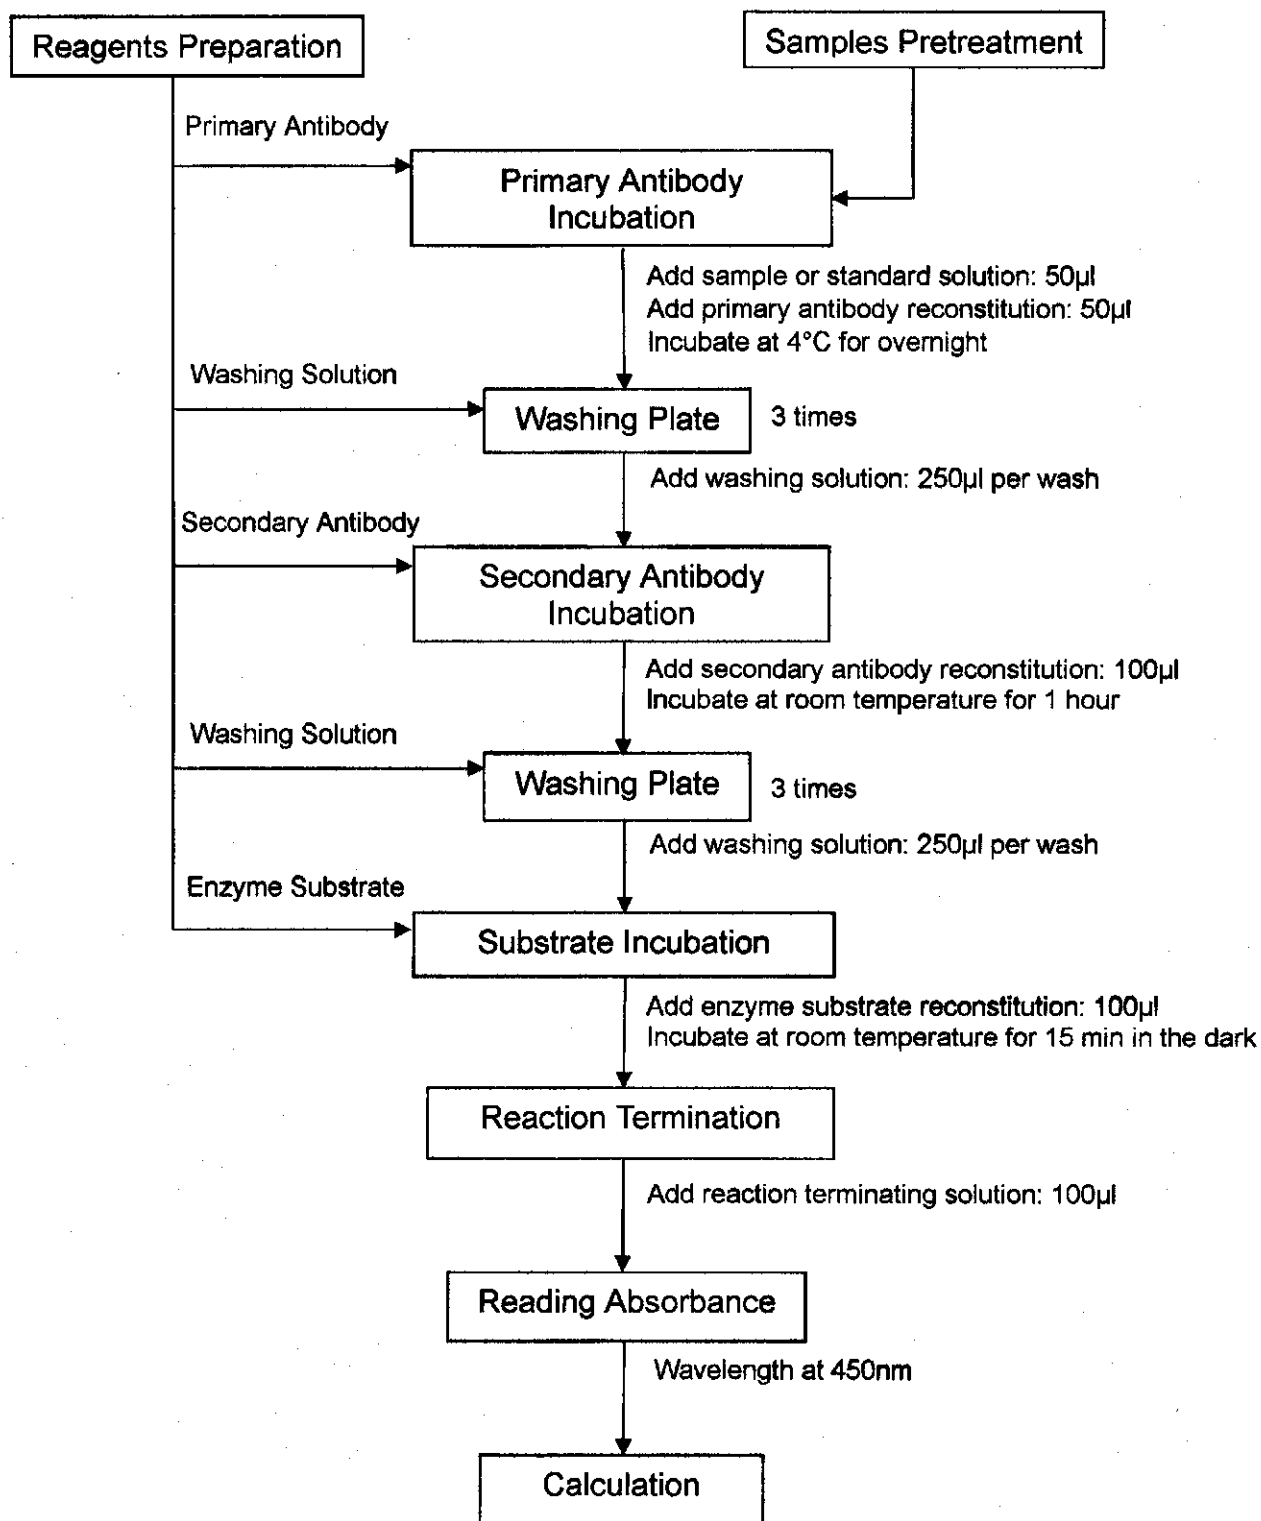 Reagents Preparation
Samples Pretreatment
Primary Antibody
Primary Antibody
Incubation
Add sample or standard solution: 50µl
Add primary antibody reconstitution: 50µl
Incubate at 4°C for overnight
Washing Solution
Washing Plate
3 times
Add washing solution: 250µl per wash
Secondary Antibody
Secondary Antibody
Incubation
Add secondary antibody reconstitution: 100µl
Incubate at room temperature for 1 hour
Washing Solution
Washing Plate
3 times
Add washing solution: 250µl per wash
Enzyme Substrate
Substrate Incubation
Add enzyme substrate reconstitution: 100µl
Incubate at room temperature for 15 min in the dark
Reaction Termination
Add reaction terminating solution: 100µl
Reading Absorbance
Wavelength at 450nm
Calculation